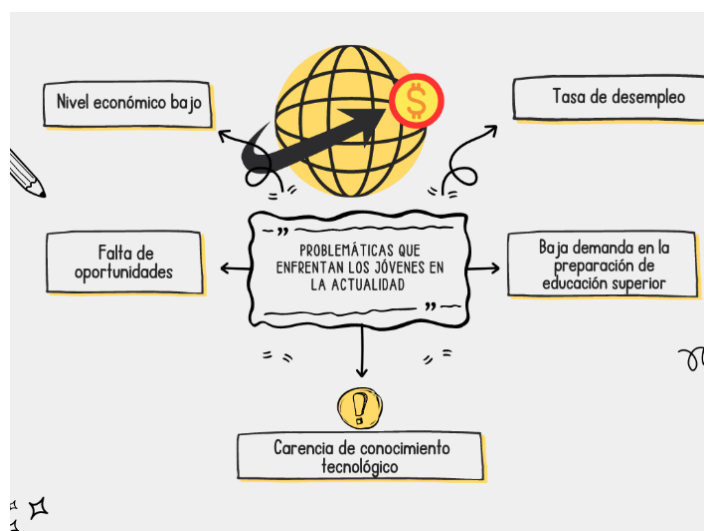 Nivel económico bajo
$
Tasa de desempleo
Falta de
oportunidades
PROBLEMÁTICAS QUE
ENFRENTAN LOS JÓVENES EN
LA ACTUALIDAD
Baja demanda en la
preparación de
educación superior
!
Carencia de conocimiento
tecnológico